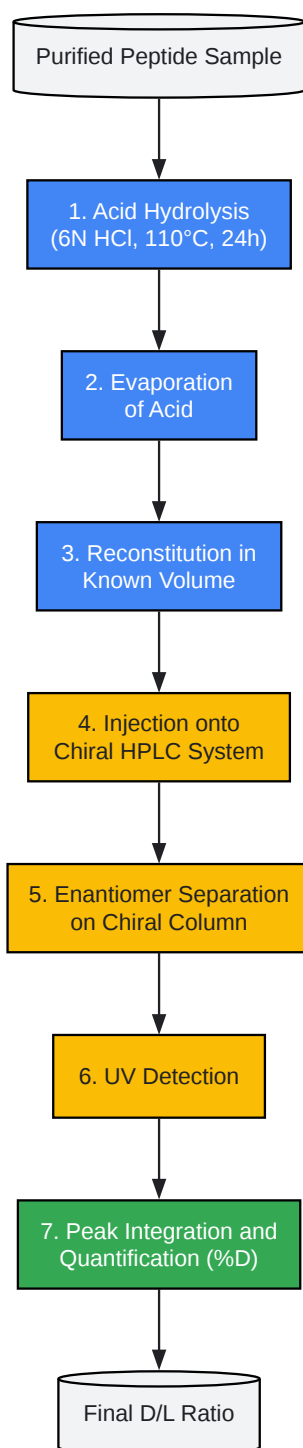 Purified Peptide Sample
1. Acid Hydrolysis
(6N HCl, 110°C, 24h)
2. Evaporation
of Acid
3. Reconstitution in
Known Volume
4. Injection onto
Chiral HPLC System
5. Enantiomer Separation
on Chiral Column
6. UV Detection
7. Peak Integration and
Quantification (%D)
Final D/L Ratio